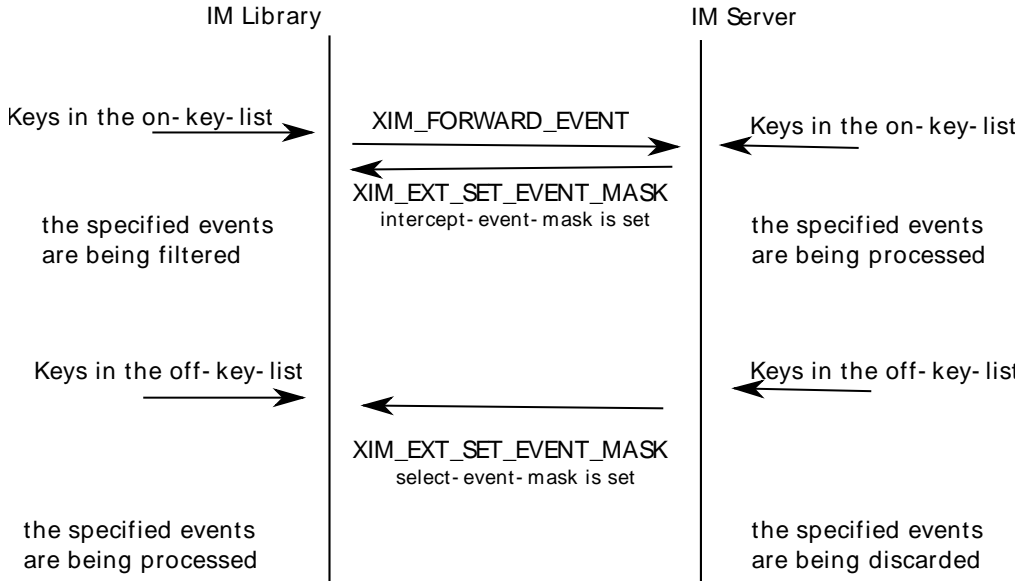 IM Library
IM Server
Keys in the on-key-list
XIM_FORWARD_EVENT
Keys in the on-key-list
XIM_EXT_SET_EVENT_MASK
intercept-event-mask is set
the specified events
are being filtered
the specified events
are being processed
Keys in the off-key-list
Keys in the off-key-list
XIM_EXT_SET_EVENT_MASK
select-event-mask is set
the specified events
are being processed
the specified events
are being discarded